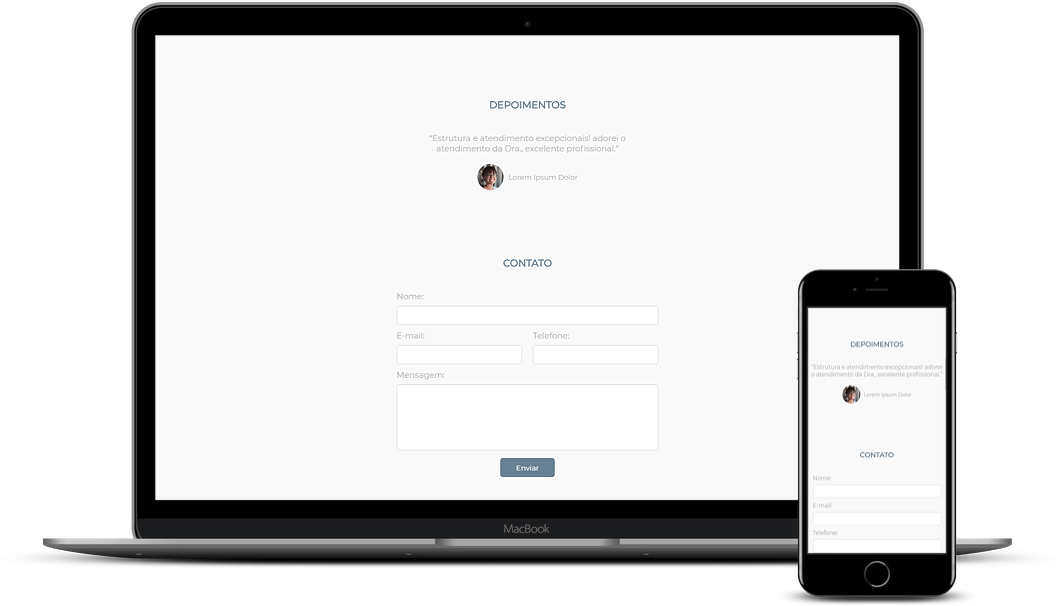 DEPOIMENTOS
“Estrutura e atendimento excepcionais! adorei o
atendimento da Dra., excelente profissional.”
Lorem Ipsum Dolor
CONTATO
Nome:
E-mail:
Telefone:
Mensagem:
Enviar
MacBook
DEPOIMENTOS
“Estrutura e atendimento excepcionais! adorei
o atendimento da Dra., excelente profissional.”
Lorem Ipsum Dolor
CONTATO
Nome:
E-mail:
Telefone: